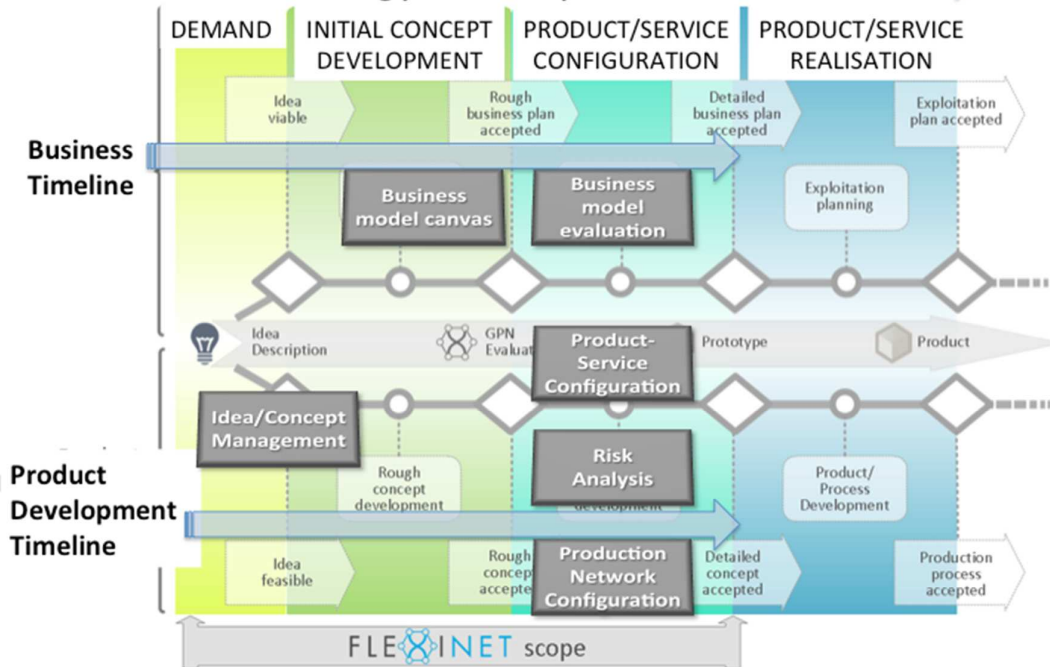 DEMAND
INITIAL CONCEPT
DEVELOPMENT
PRODUCT/SERVICE
CONFIGURATION
PRODUCT/SERVICE
REALISATION
Idea
viable
Rough
business plan
accepted
Detailed
business plan
accepted
Exploitation
plan accepted
Business
Timeline
Business
model canvas
Business
model
evaluation
Exploitation
planning
Idea
Description
GPN
Product-
Service
Configuration
Prototype
Product
Idea/Concept
Management
Rough
concept
development
Risk
Analysis
development
Product/
Process
Development
Product
Development
Timeline
Idea
feasible
Rough
Production
Network
Configuration
Detailed
concept
accepted
Production
process
accepted
FLEXINET scope